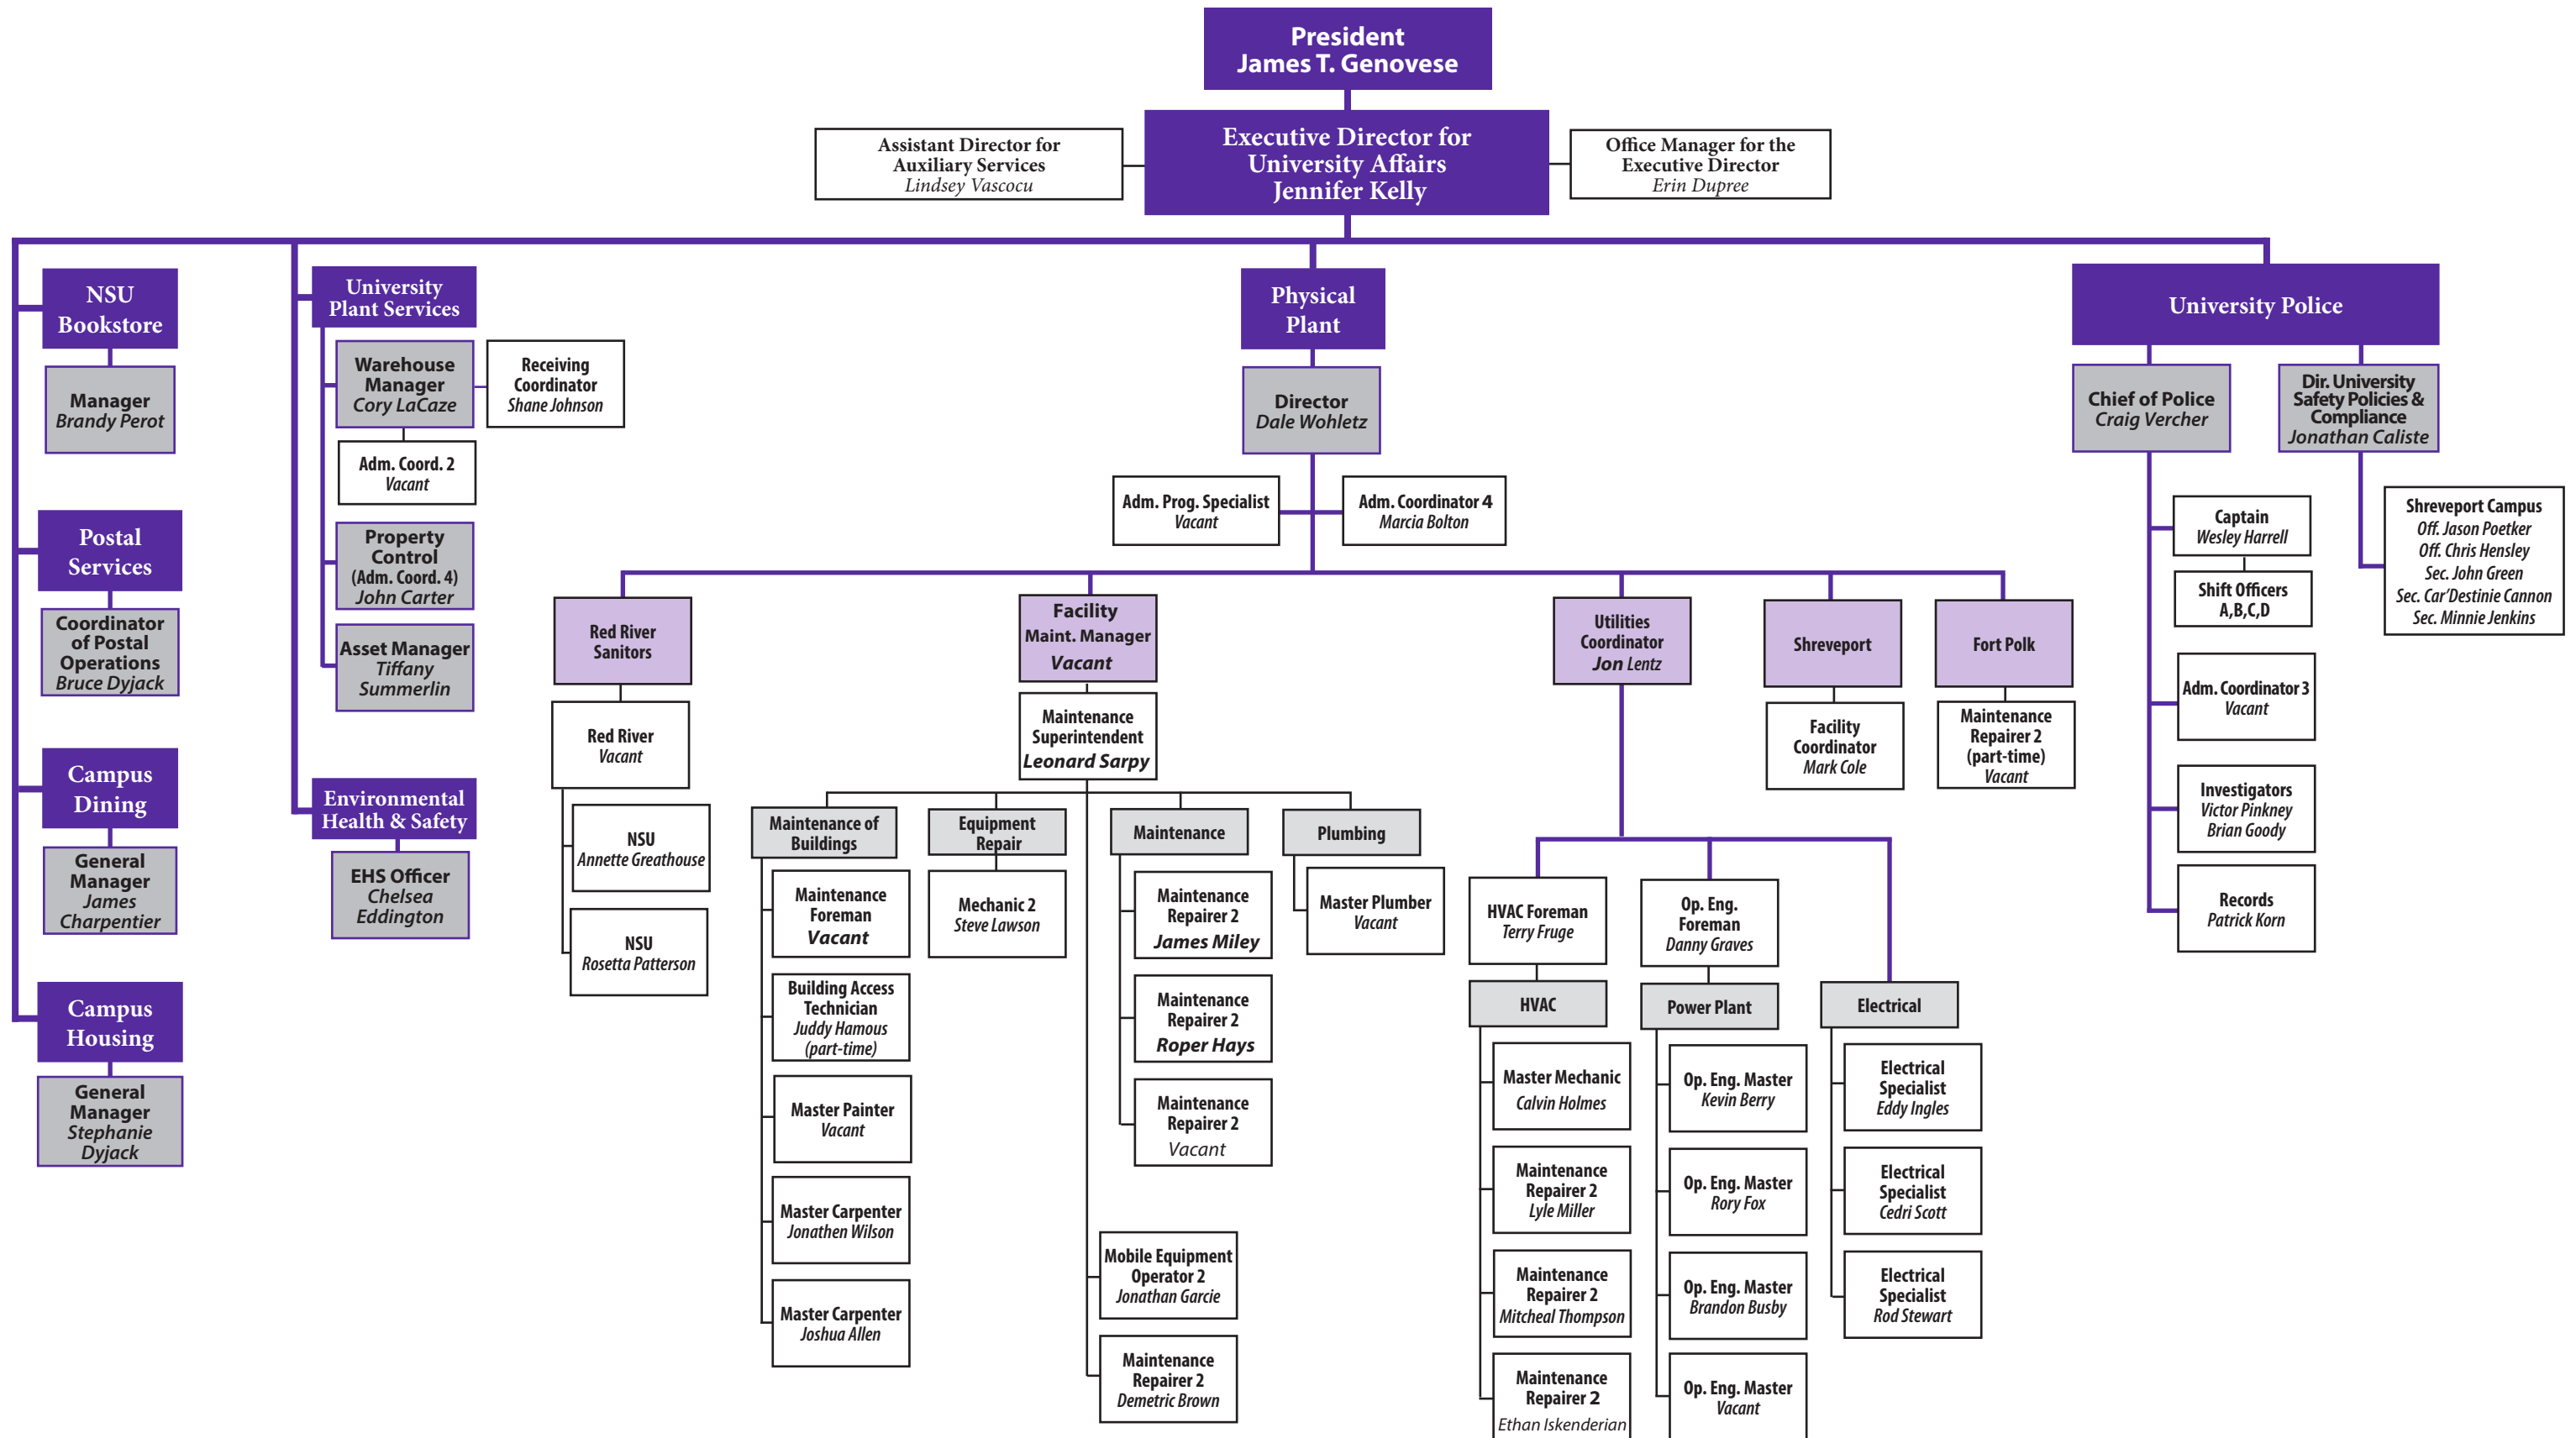 President
James T. Genovese
Executive Director for
University Affairs
Jennifer Kelly
Assistant Director for
Auxiliary Services
Lindsey Vascocu
Office Manager for the
Executive Director
Erin Dupree
NSU
Bookstore
Manager
Brandy Perot
Postal
Services
Coordinator
of Postal
Operations
Bruce Dyjack
Campus
Dining
General
Manager
James
Charpentier
Campus
Housing
General
Manager
Stephanie
Dyjack
University
Plant Services
Warehouse
Manager
Cory LaCaze
Receiving
Coordinator
Shane Johnson
Adm. Coord. 2
Vacant
Property
Control
(Adm. Coord. 4)
John Carter
Asset Manager
Tiffany
Summerlin
Environmental
Health & Safety
EHS Officer
Chelsea
Eddington
Physical
Plant
Director
Dale Wohletz
Adm. Prog. Specialist
Vacant
Adm. Coordinator 4
Marcia Bolton
Red River
Sanitors
Red River
Vacant
NSU
Annette Greathouse
NSU
Rosetta Patterson
Facility
Maint. Manager
Vacant
Maintenance
Superintendent
Leonard Sarpy
Maintenance of
Buildings
Maintenance
Foreman
Vacant
Building Access
Technician
Juddy Hamous
(part-time)
Master Painter
Vacant
Master Carpenter
Jonathen Wilson
Master Carpenter
Joshua Allen
Equipment
Repair
Mechanic 2
Steve Lawson
Maintenance
Maintenance
Repairer 2
James Miley
Maintenance
Repairer 2
Roper Hays
Maintenance
Repairer 2
Vacant
Plumbing
Master Plumber
Vacant
Mobile Equipment
Operator 2
Jonathan Garcie
Maintenance
Repairer 2
Demetric Brown
Utilities
Coordinator
Jon Lentz
HVAC Foreman
Terry Fruge
HVAC
Master Mechanic
Calvin Holmes
Maintenance
Repairer 2
Lyle Miller
Maintenance
Repairer 2
Mitcheal Thompson
Maintenance
Repairer 2
Ethan Iskenderian
Op. Eng.
Foreman
Danny Graves
Power Plant
Op. Eng. Master
Kevin Berry
Op. Eng. Master
Rory Fox
Op. Eng. Master
Brandon Busby
Op. Eng. Master
Vacant
Electrical
Electrical
Specialist
Eddy Ingles
Electrical
Specialist
Cedri Scott
Electrical
Specialist
Rod Stewart
Shreveport
Facility
Coordinator
Mark Cole
Fort Polk
Maintenance
Repairer 2
(part-time)
Vacant
University Police
Chief of Police
Craig Vercher
Captain
Wesley Harrell
Shift Officers
A,B,C,D
Adm. Coordinator 3
Vacant
Investigators
Victor Pinkney
Brian Goody
Records
Patrick Korn
Dir. University
Safety Policies &
Compliance
Jonathan Caliste
Shreveport Campus
Off. Jason Poetker
Off. Chris Hensley
Sec. John Green
Sec. Car'Destinie Cannon
Sec. Minnie Jenkins